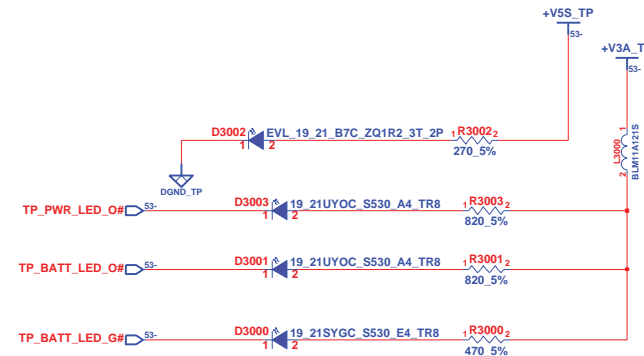 +V5S_TP
53-
+V3A_T
53-
D3002
EVL_19_21_B7C_ZQ1R2_3T_2P
1
2
1
R3002
2
270_5%
L3000
1
2
BLM11A121S
DGND_TP
TP_PWR_LED_O#
53-
D3003
19_21UYOC_S530_A4_TR8
1
2
1
R3003
2
820_5%
TP_BATT_LED_O#
53-
D3001
19_21UYOC_S530_A4_TR8
1
2
1
R3001
2
820_5%
TP_BATT_LED_G#
53-
D3000
19_21SYGC_S530_E4_TR8
1
2
1
R3000
2
470_5%